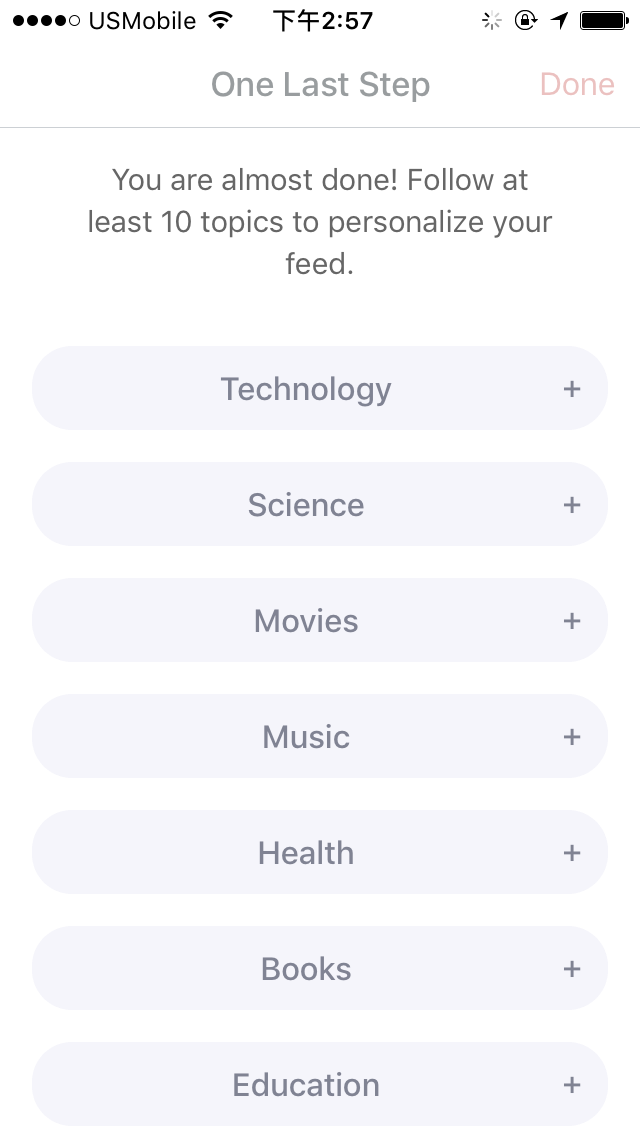 USMobile 下午2:57
One Last Step Done
You are almost done! Follow at
least 10 topics to personalize your
feed.
Technology +
Science +
Movies +
Music +
Health +
Books +
Education +